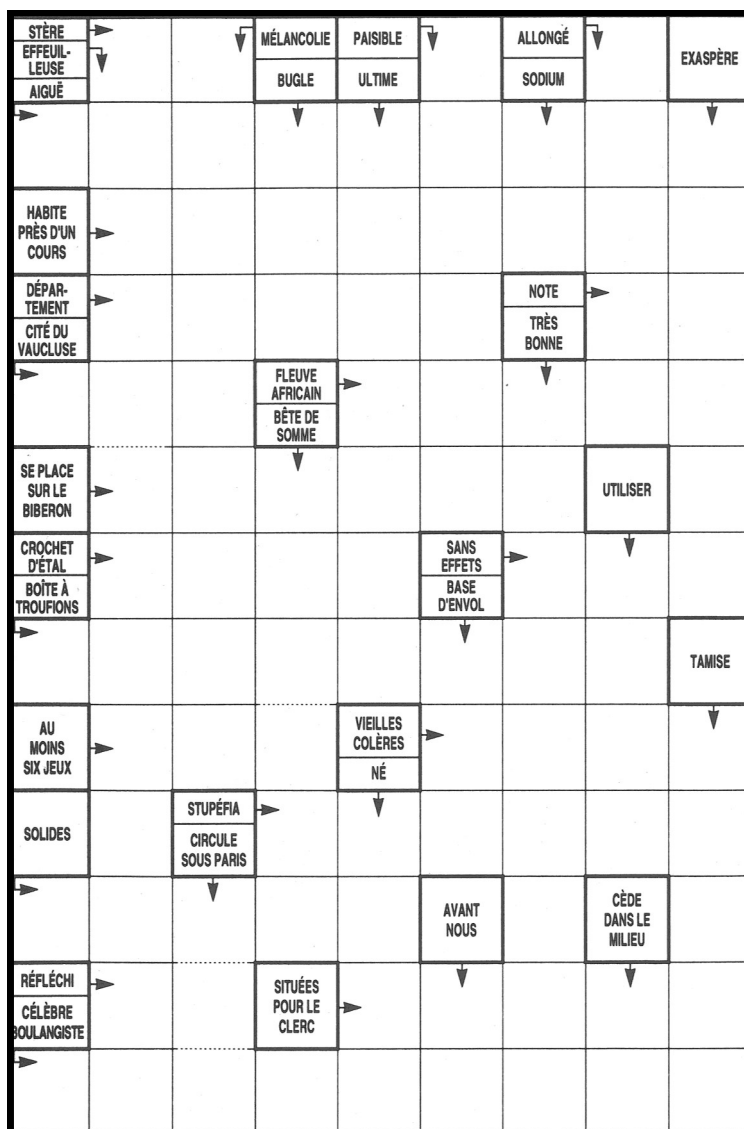 STÈRE
EFFEUIL-
LEUSE
AIGUË
MÉLANCOLIE
BUGLE
PAISIBLE
ULTIME
ALLONGÉ
SODIUM
EXASPÈRE
HABITE
PRÈS D'UN
COURS
DÉPAR-
TEMENT
CITÉ DU
VAUCLUSE
NOTE
TRÈS
BONNE
FLEUVE
AFRICAIN
BÊTE DE
SOMME
SE PLACE
SUR LE
BIBERON
UTILISER
CROCHET
D'ÉTAL
BOÎTE À
TROUFIONS
SANS
EFFETS
BASE
D'ENVOL
TAMISE
AU
MOINS
SIX JEUX
VIEILLES
COLÈRES
NÉ
SOLIDES
STUPÉFIA
CIRCULE
SOUS PARIS
AVANT
NOUS
CÈDE
DANS LE
MILIEU
RÉFLÉCHI
CÉLÈBRE
BOULANGISTE
SITUÉES
POUR LE
CLERC